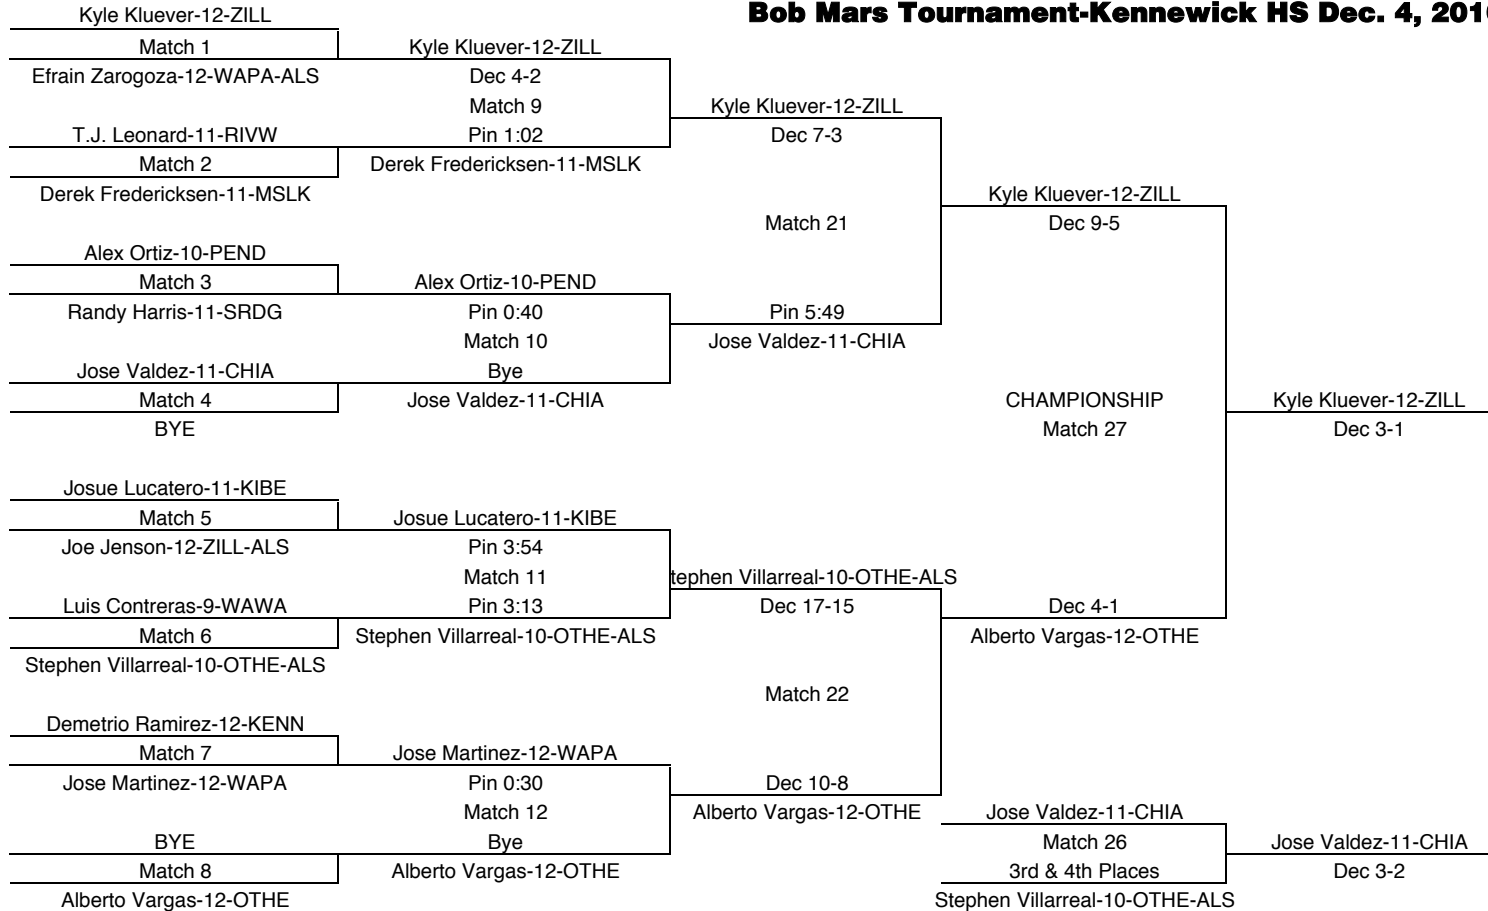 Bob Mars Tournament-Kennewick HS Dec. 4, 201
Kyle Kluever-12-ZILL
Match 1
Efrain Zarogoza-12-WAPA-ALS
T.J. Leonard-11-RIVW
Match 2
Derek Fredericksen-11-MSLK
Alex Ortiz-10-PEND
Match 3
Randy Harris-11-SRDG
Jose Valdez-11-CHIA
Match 4
BYE
Josue Lucatero-11-KIBE
Match 5
Joe Jenson-12-ZILL-ALS
Luis Contreras-9-WAWA
Match 6
Stephen Villarreal-10-OTHE-ALS
Demetrio Ramirez-12-KENN
Match 7
Jose Martinez-12-WAPA
BYE
Match 8
Alberto Vargas-12-OTHE
Kyle Kluever-12-ZILL
Dec 4-2
Match 9
Pin 1:02
Derek Fredericksen-11-MSLK
Alex Ortiz-10-PEND
Pin 0:40
Match 10
Bye
Jose Valdez-11-CHIA
Josue Lucatero-11-KIBE
Pin 3:54
Match 11
Pin 3:13
Stephen Villarreal-10-OTHE-ALS
Jose Martinez-12-WAPA
Pin 0:30
Match 12
Bye
Alberto Vargas-12-OTHE
Kyle Kluever-12-ZILL
Dec 7-3
Match 21
Pin 5:49
Jose Valdez-11-CHIA
tephen Villarreal-10-OTHE-ALS
Dec 17-15
Match 22
Dec 10-8
Alberto Vargas-12-OTHE
Kyle Kluever-12-ZILL
Dec 9-5
CHAMPIONSHIP
Match 27
Dec 4-1
Alberto Vargas-12-OTHE
Jose Valdez-11-CHIA
Match 26
3rd & 4th Places
Stephen Villarreal-10-OTHE-ALS
Kyle Kluever-12-ZILL
Dec 3-1
Jose Valdez-11-CHIA
Dec 3-2